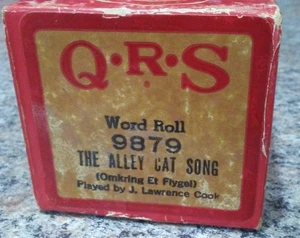 Q·R·S
Word Roll
9879
THE ALLEY CAT SONG
(Omkring Et Flygel)
Played by J. Lawrence Cook